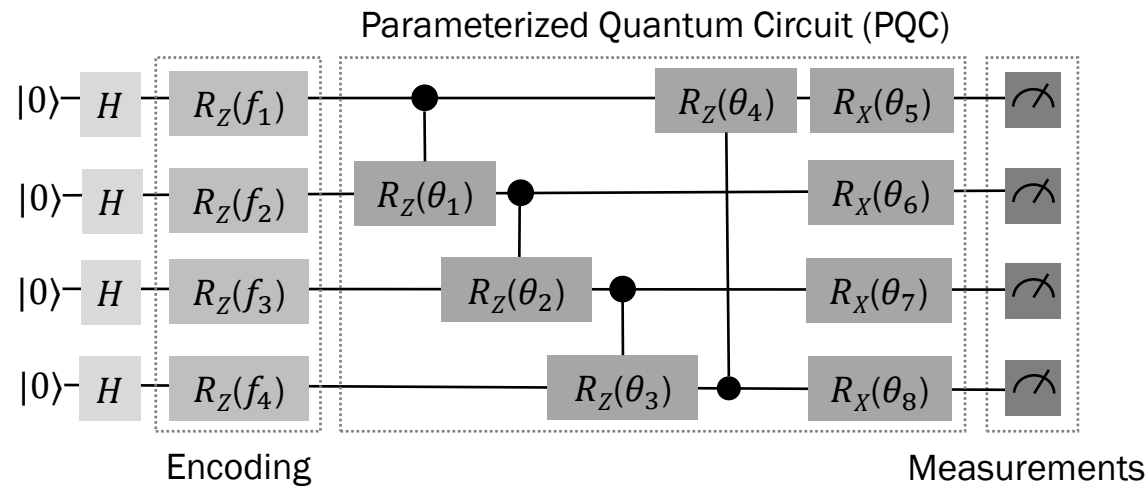 Parameterized Quantum Circuit (PQC)
|0⟩ H R_Z(f_1) R_Z(θ_4) R_X(θ_5)
|0⟩ H R_Z(f_2) R_Z(θ_1) R_X(θ_6)
|0⟩ H R_Z(f_3) R_Z(θ_2) R_X(θ_7)
|0⟩ H R_Z(f_4) R_Z(θ_3) R_X(θ_8)
Encoding Measurements